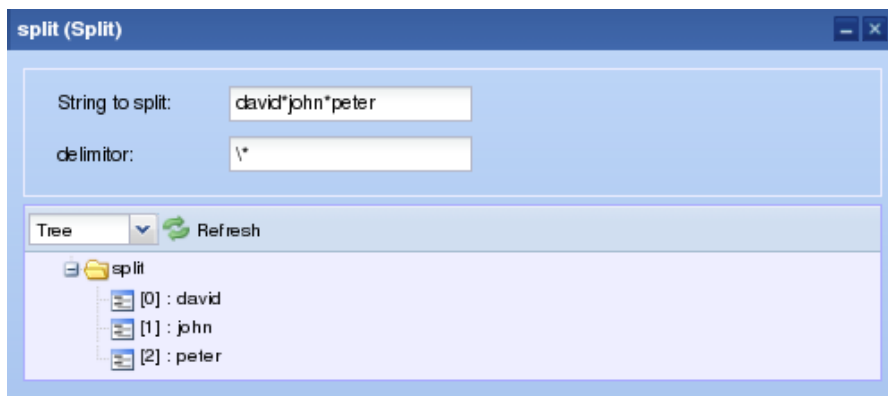 split (Split)
String to split: david*john*peter
delimitor: \*
Tree Refresh
split
[0] : david
[1] : john
[2] : peter